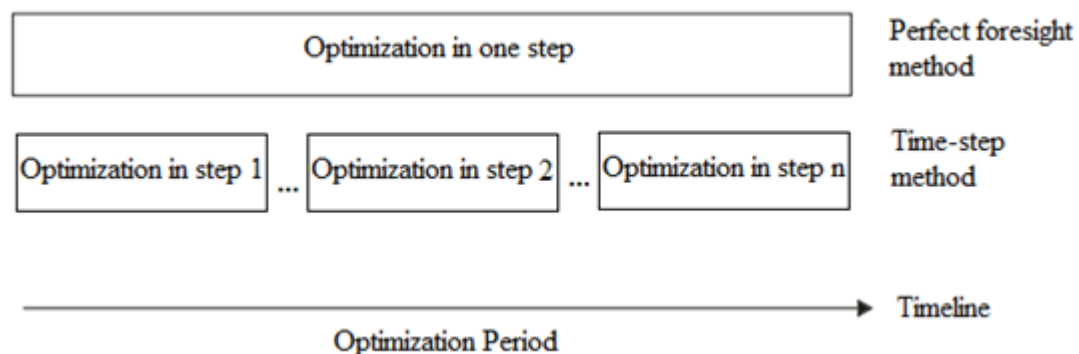 Optimization in one step
Perfect foresight
method
Optimization in step 1 ... Optimization in step 2 ... Optimization in step n
Time-step
method
Timeline
Optimization Period